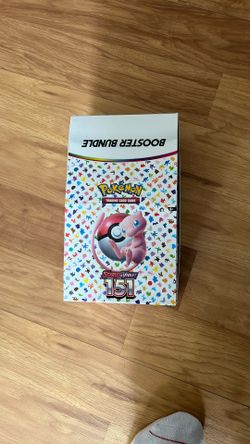 BOOSTER BUNDLE
POKéMON
TRADING CARD GAME
SCARLET & VIOLET
151